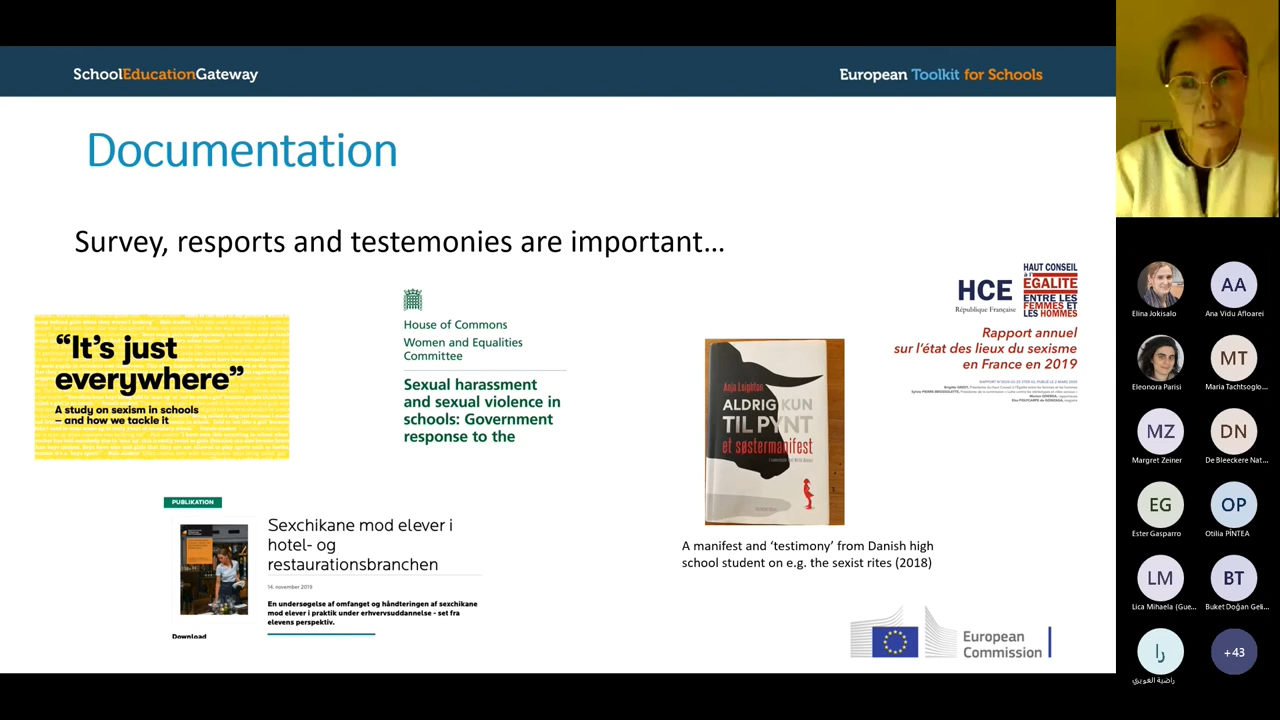 SchoolEducationGateway
European Toolkit for Schools
Documentation
Survey, resports and testemonies are important...
“It’s just
everywhere”
A study on sexism in schools
– and how we tackle it
House of Commons
Women and Equalities
Committee
Sexual harassment
and sexual violence in
schools: Government
response to the
HCE
République Française
HAUT CONSEIL
à l'ÉGALITÉ
ENTRE LES
FEMMES ET
LES HOMMES
Rapport annuel
sur l’état des lieux du sexisme
en France en 2019
Anja Leighton
ALDRIG KUN
TIL PYNT
et søstermanifest
PUBLIKATION
Sexchikane mod elever i
hotel- og
restaurationsbranchen
14. november 2019
En undersøgelse af omfanget og håndteringen af sexchikane
mod elever i praktik under erhvervsuddannelse - set fra
elevens perspektiv.
Download
A manifest and ‘testimony’ from Danish high
school student on e.g. the sexist rites (2018)
European
Commission
Elina Jokisalo
AA
Ana Vidu Afloarei
Eleonora Parisi
MT
Maria Tachtsoglo...
MZ
Margret Zeiner
DN
De Bleeckere Nat...
EG
Ester Gasparro
OP
Otilia PÎNTEA
LM
Lica Mihaela (Gue...
BT
Buket Doğan Geli...
را
راضية العويري
+43